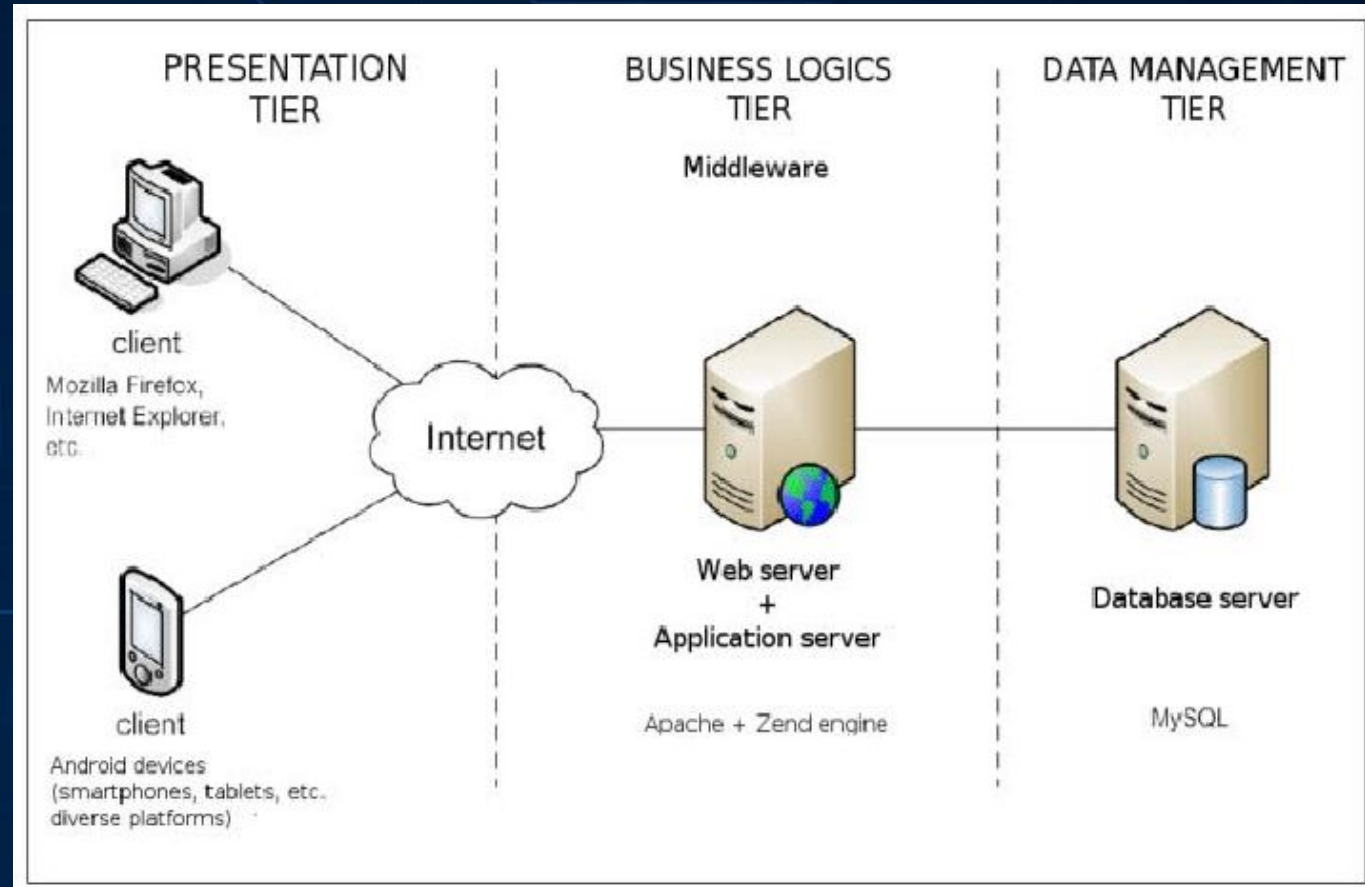 PRESENTATION
TIER
BUSINESS LOGICS
TIER
DATA MANAGEMENT
TIER
Middleware
client
Mozilla Firefox,
Internet Explorer,
etc.
Internet
Web server
+
Application server
Database server
client
Apache + Zend engine
MySQL
Android devices
(smartphones, tablets, etc.
diverse platforms)